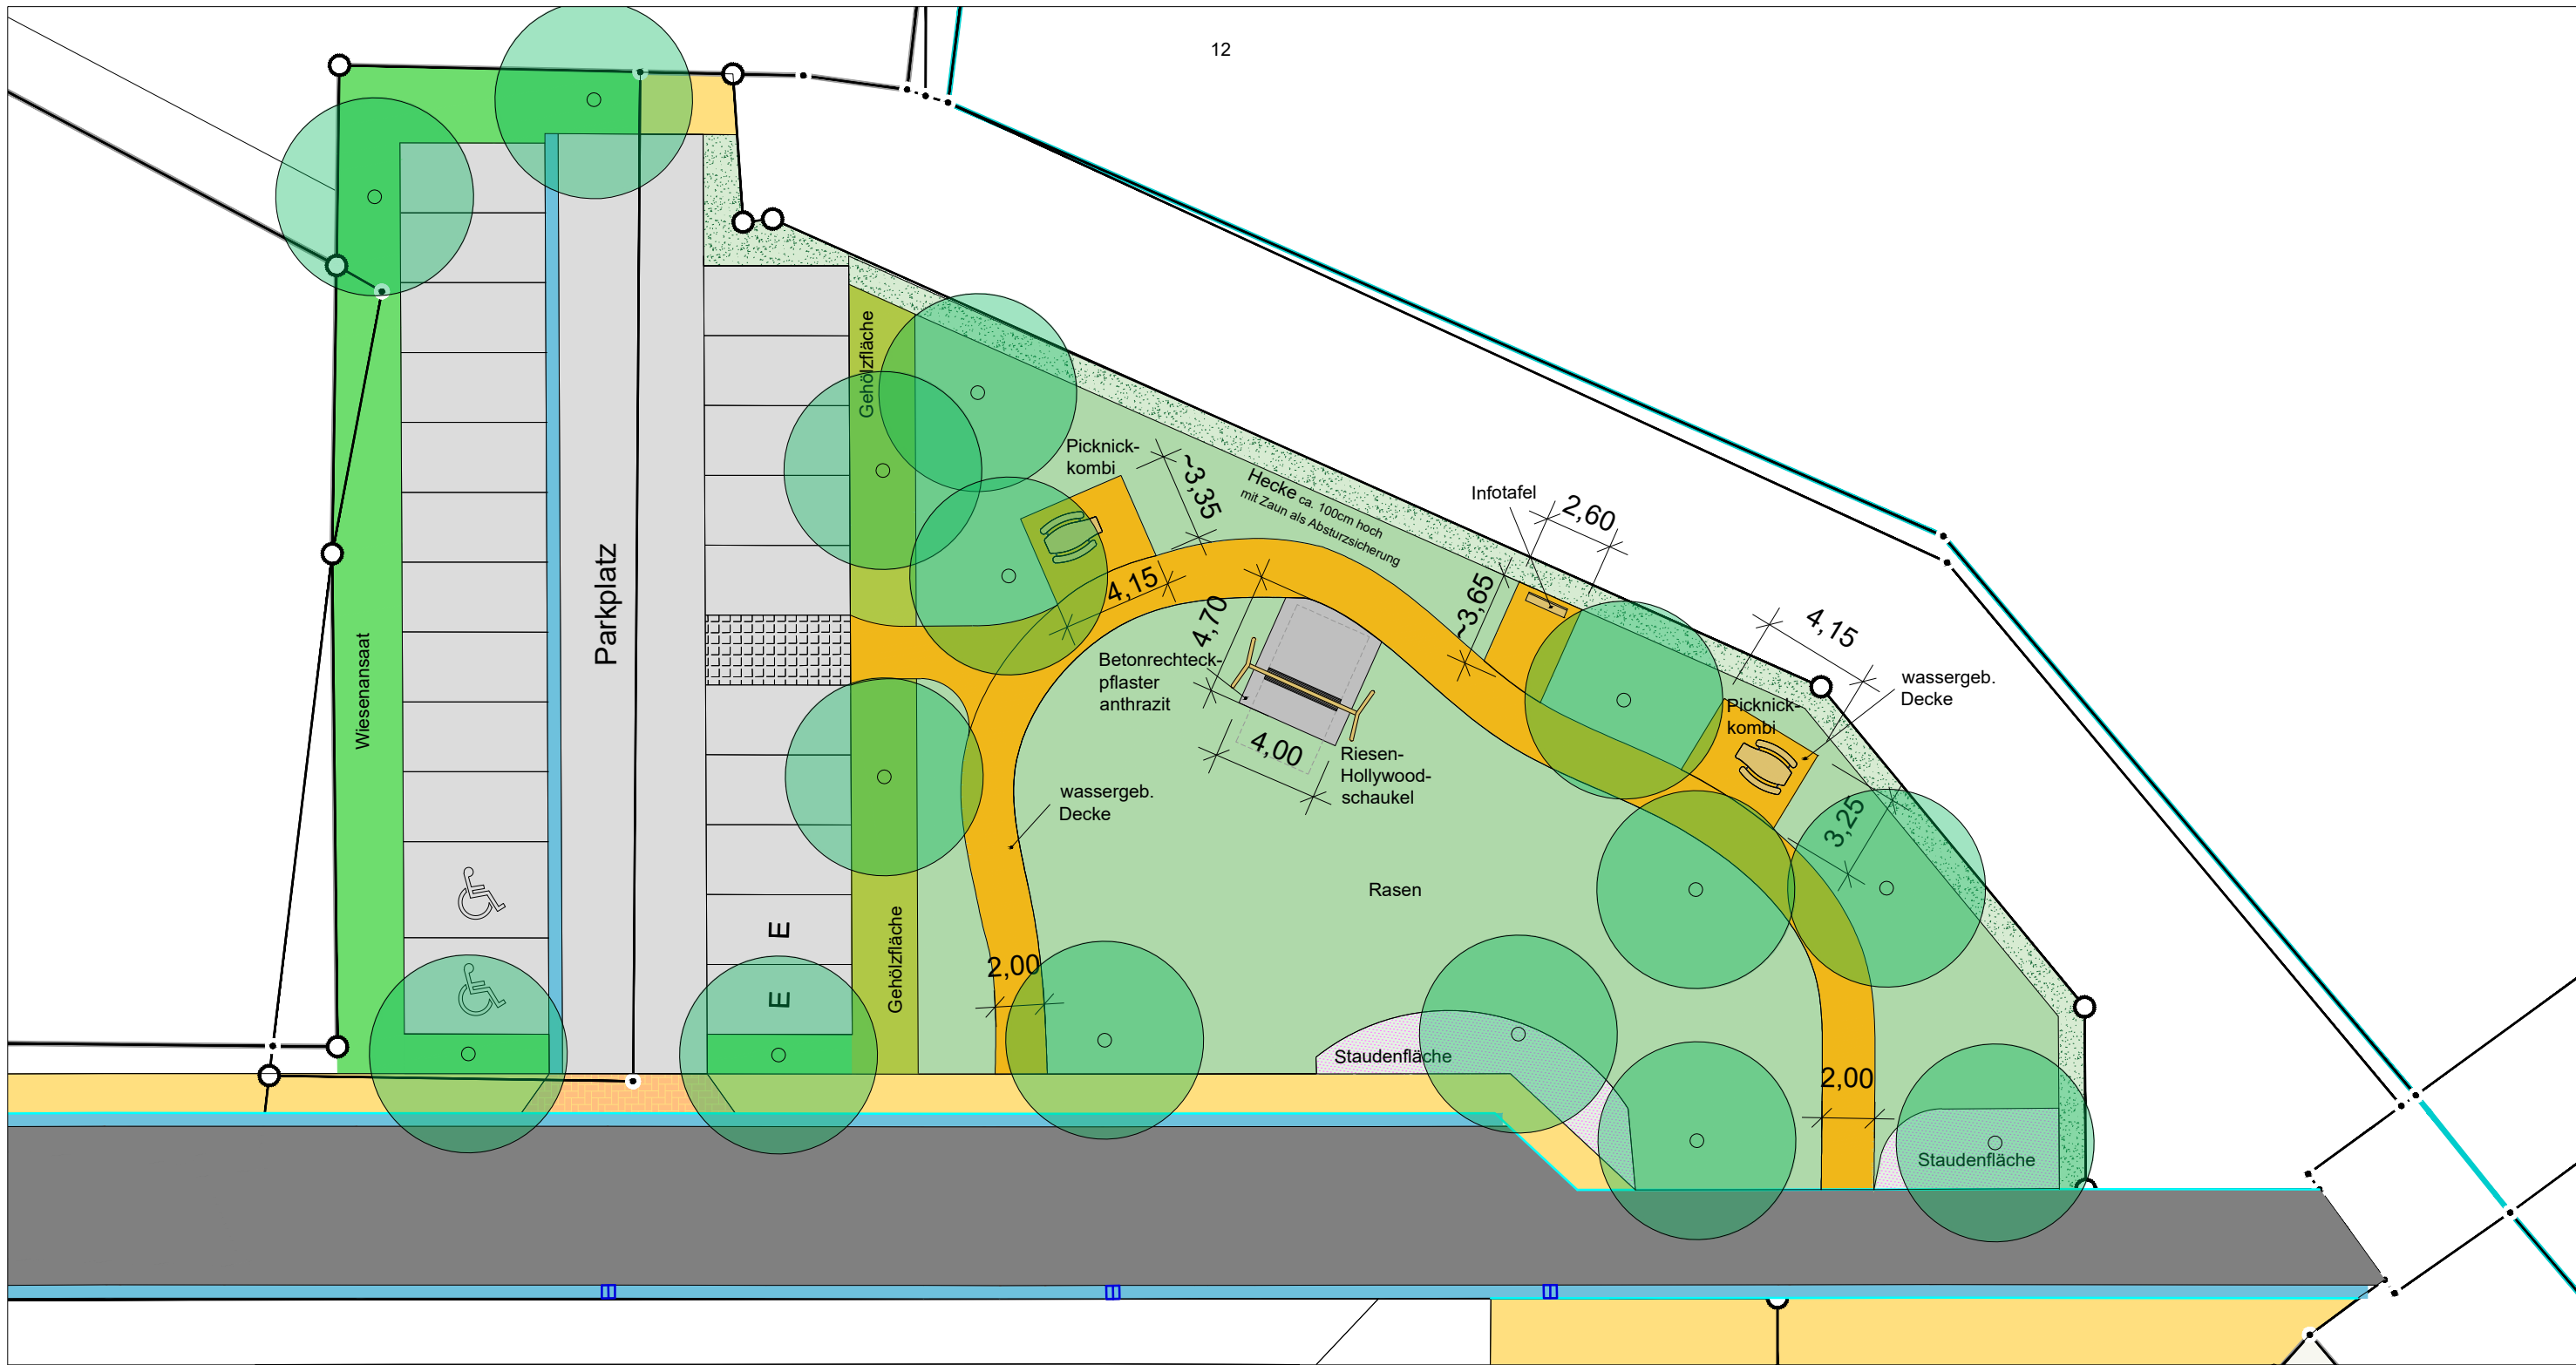 12
Gehölzfläche
Picknick-
kombi
~3,35
Hecke ca. 100cm hoch
mit Zaun als Absturzsicherung
Infotafel
2,60
4,15
4,70
~3,65
4,15
Parkplatz
Wiesenansaat
Betonrechteck-
pflaster
anthrazit
4,00
Riesen-
Hollywood-
schaukel
Picknick-
kombi
wassergeb.
Decke
wassergeb.
Decke
3,25
Rasen
E
E
Gehölzfläche
2,00
Staudenfläche
2,00
Staudenfläche